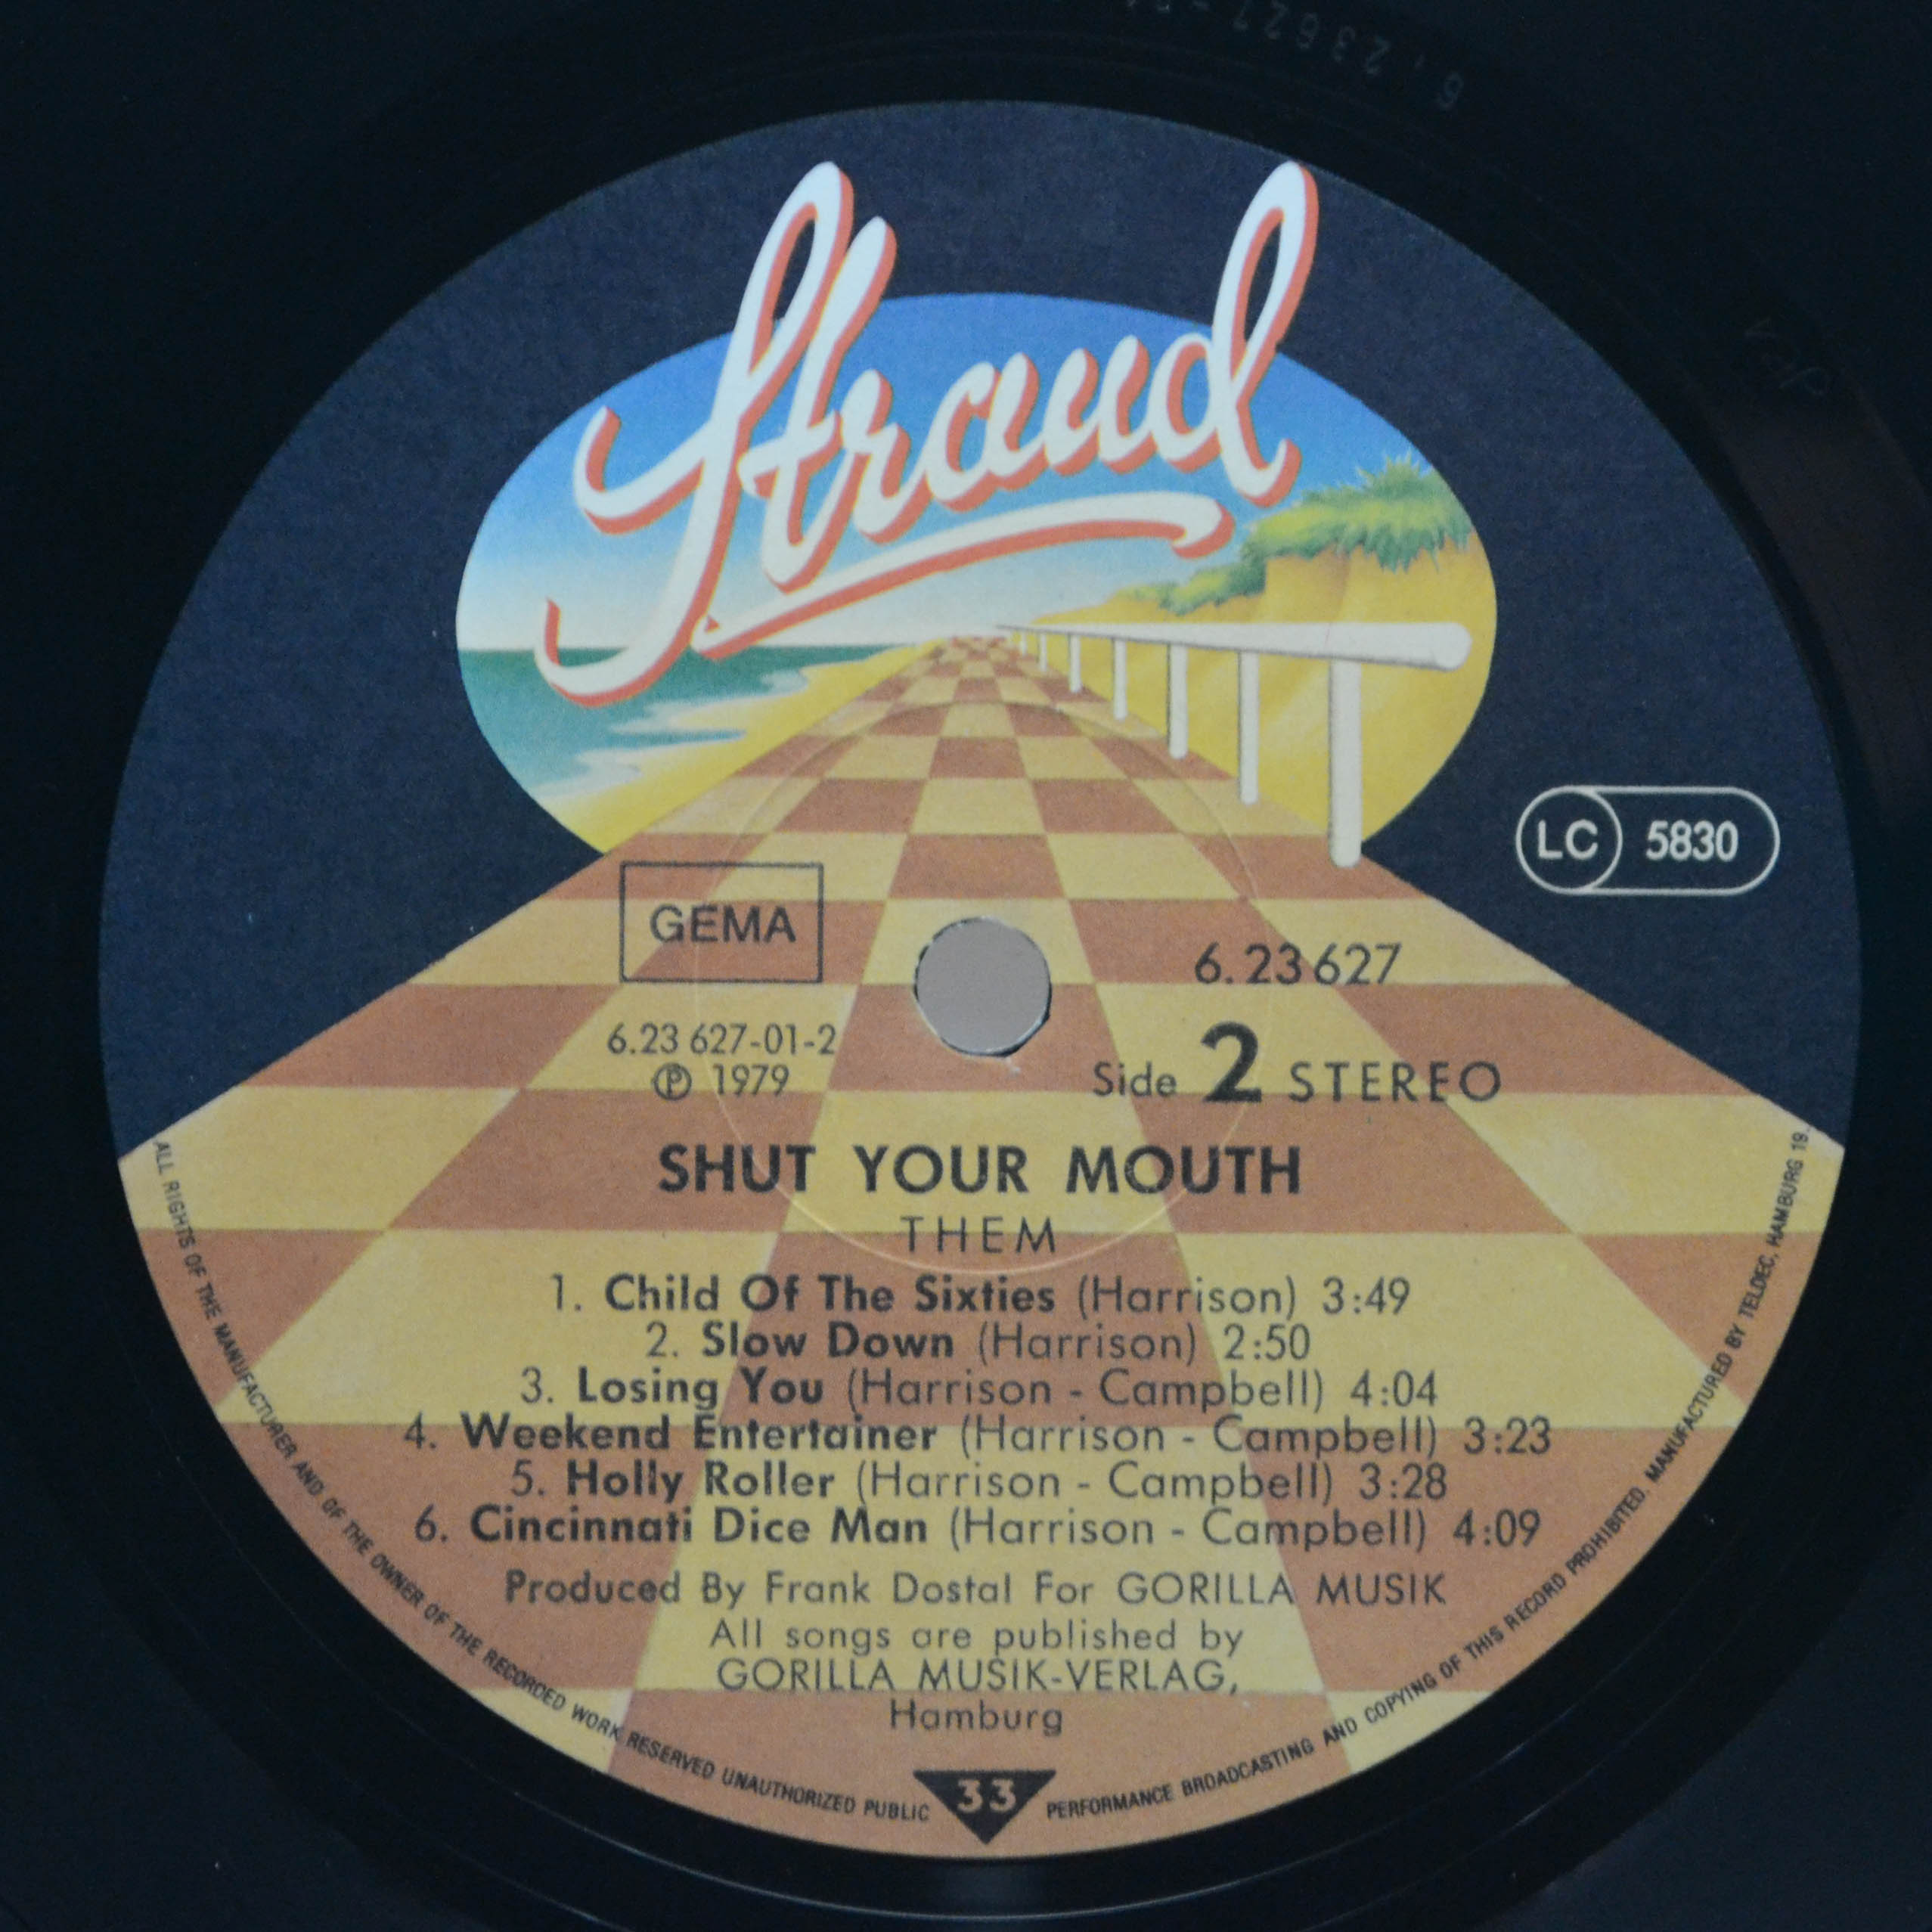 Strand
LC 5830
GEMA
6.23627
6.23 627-01-2
℗ 1979
Side 2 STEREO
SHUT YOUR MOUTH
THEM
1. Child Of The Sixties (Harrison) 3:49
2. Slow Down (Harrison) 2:50
3. Losing You (Harrison - Campbell) 4:04
4. Weekend Entertainer (Harrison - Campbell) 3:23
5. Holly Roller (Harrison - Campbell) 3:28
6. Cincinnati Dice Man (Harrison - Campbell) 4:09
Produced By Frank Dostal For GORILLA MUSIK
All songs are published by
GORILLA MUSIK-VERLAG,
Hamburg
33
ALL RIGHTS OF THE MANUFACTURER AND OF THE OWNER OF THE RECORDED WORK RESERVED UNAUTHORIZED PUBLIC PERFORMANCE BROADCASTING AND COPYING OF THIS RECORD PROHIBITED. MANUFACTURED BY TELDEC, HAMBURG 19.